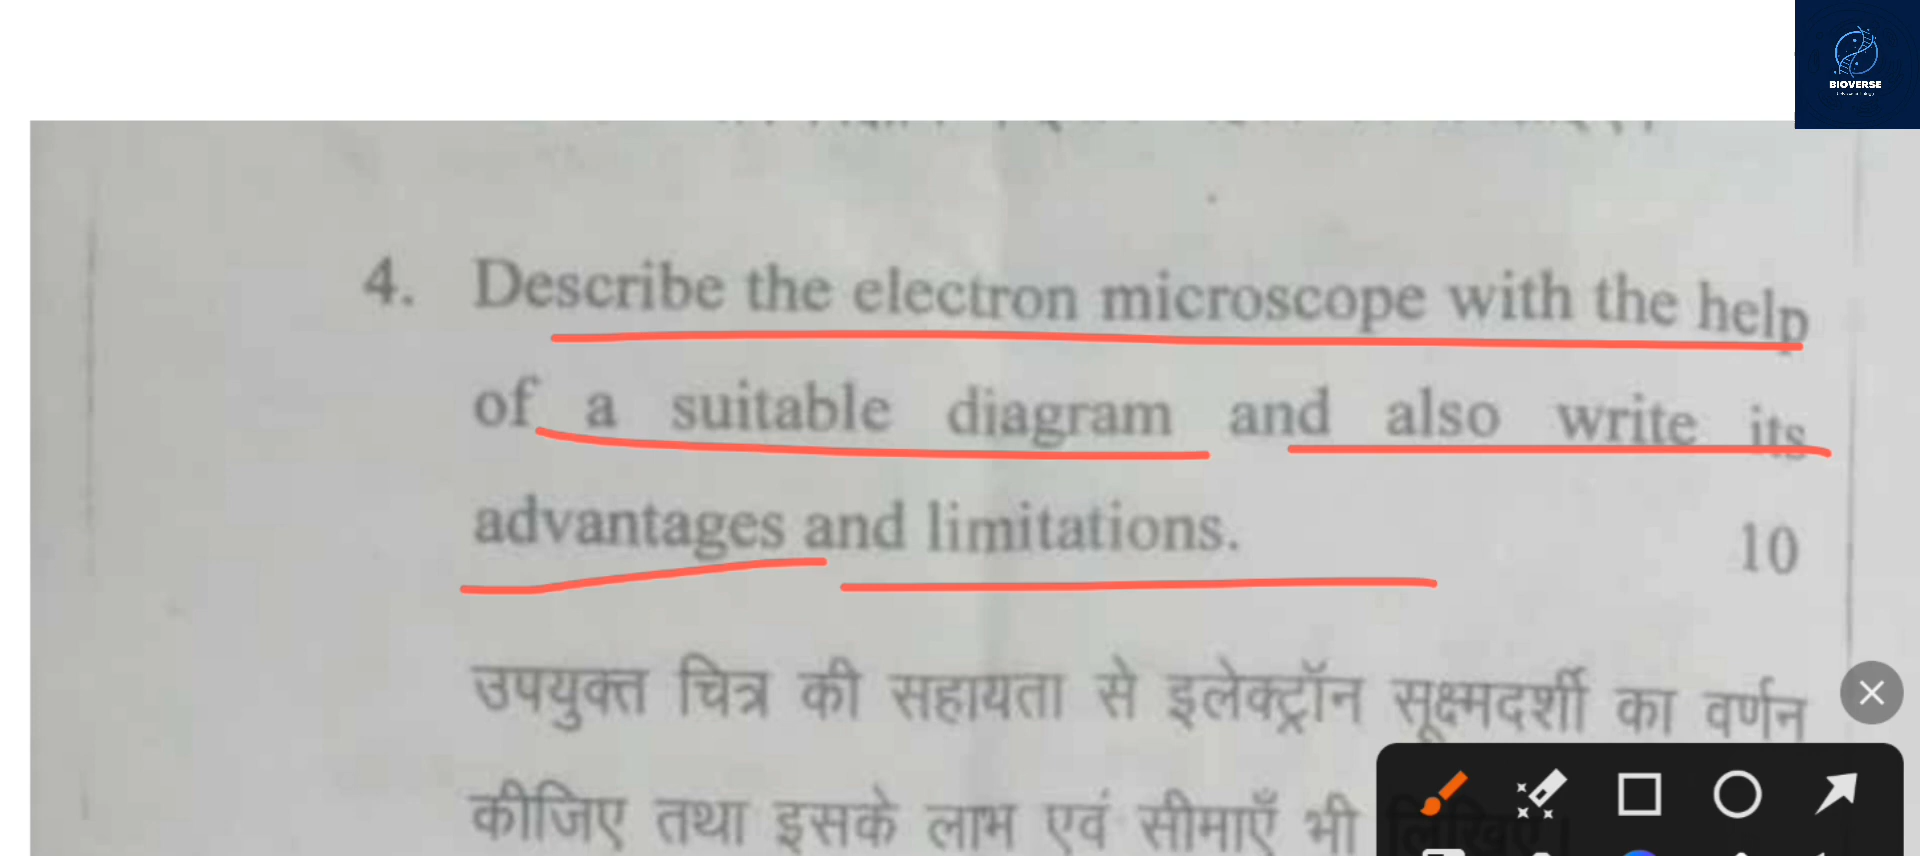 BIOVERSE
4. Describe the electron microscope with the help
of a suitable diagram and also write its
advantages and limitations. 10
उपयुक्त चित्र की सहायता से इलेक्ट्रॉन सूक्ष्मदर्शी का वर्णन
कीजिए तथा इसके लाभ एवं सीमाएँ भी लिखिए।